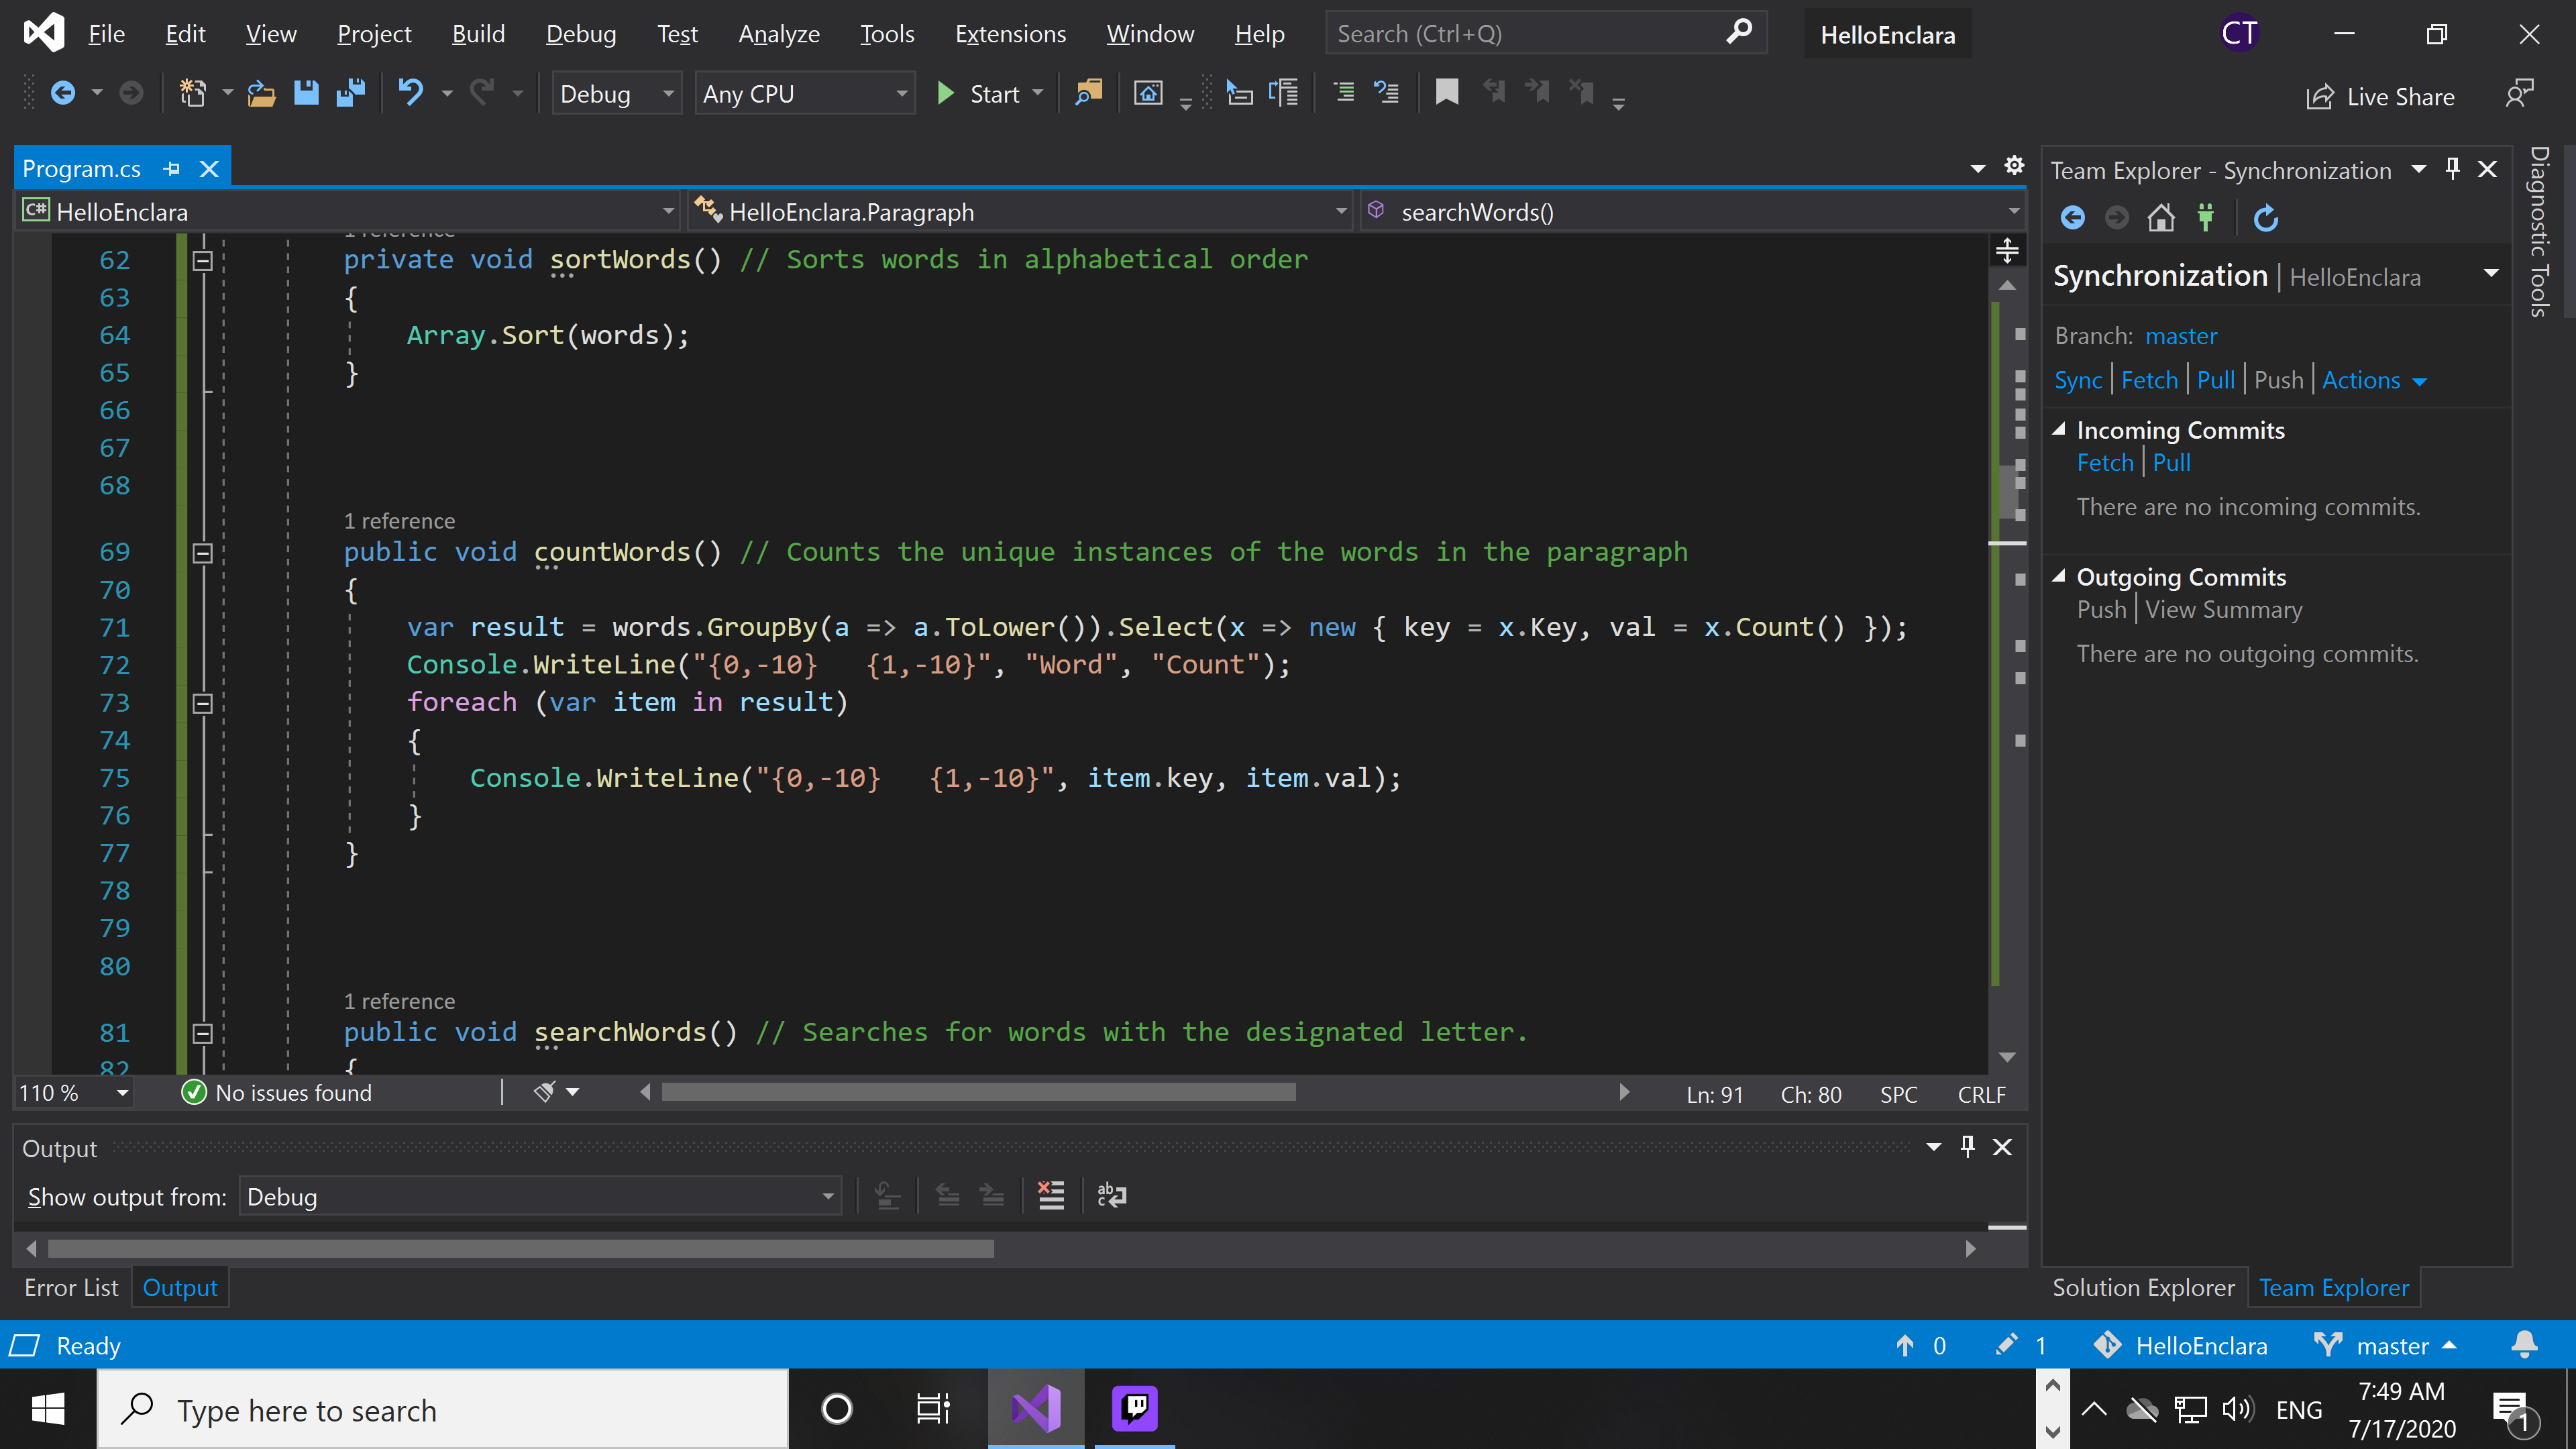 File Edit View Project Build Debug Test Analyze Tools Extensions Window Help Search (Ctrl+Q) HelloEnclara CT
Debug Any CPU Start Live Share
Program.cs
HelloEnclara HelloEnclara.Paragraph searchWords()
1 reference
62 private void sortWords() // Sorts words in alphabetical order
63 {
64 Array.Sort(words);
65 }
66
67
68
1 reference
69 public void countWords() // Counts the unique instances of the words in the paragraph
70 {
71 var result = words.GroupBy(a => a.ToLower()).Select(x => new { key = x.Key, val = x.Count() });
72 Console.WriteLine("{0,-10}   {1,-10}", "Word", "Count");
73 foreach (var item in result)
74 {
75 Console.WriteLine("{0,-10}   {1,-10}", item.key, item.val);
76 }
77 }
78
79
80
1 reference
81 public void searchWords() // Searches for words with the designated letter.
82 {
110 % No issues found Ln: 91 Ch: 80 SPC CRLF
Output
Show output from: Debug
Error List Output
Team Explorer - Synchronization
Synchronization | HelloEnclara
Branch: master
Sync | Fetch | Pull | Push | Actions
Incoming Commits
Fetch | Pull
There are no incoming commits.
Outgoing Commits
Push | View Summary
There are no outgoing commits.
Solution Explorer Team Explorer
Diagnostic Tools
Ready 0 1 HelloEnclara master
Type here to search ENG 7:49 AM
7/17/2020 1